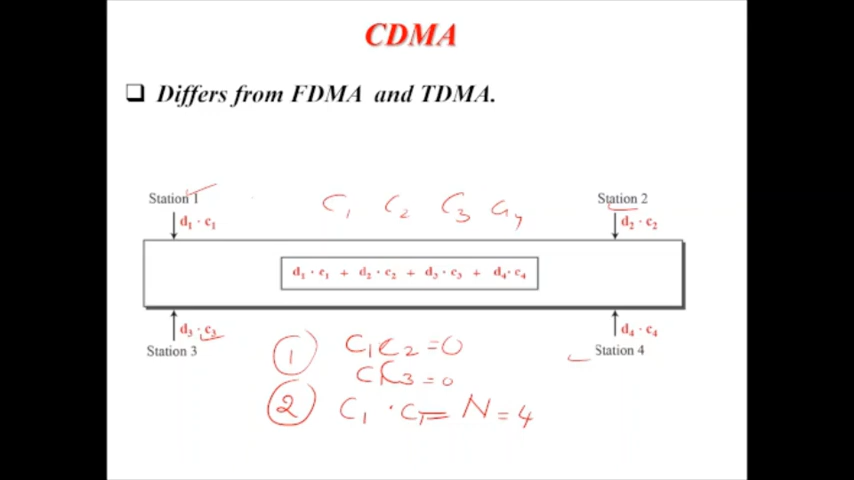 CDMA
❑ Differs from FDMA and TDMA.
Station 1
Station 2
C1 C2 C3 C4
d1 · c1
d2 · c2
d1 · c1 + d2 · c2 + d3 · c3 + d4 · c4
d3 · c3
d4 · c4
Station 3
Station 4
1 C1C2=0
C1C3=0
2 C1 · C1= N=4